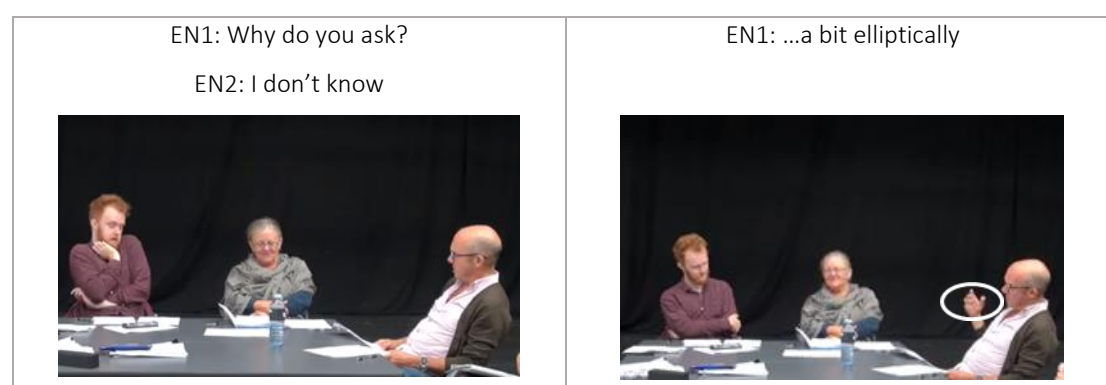 EN1: Why do you ask?
EN2: I don’t know
EN1: …a bit elliptically